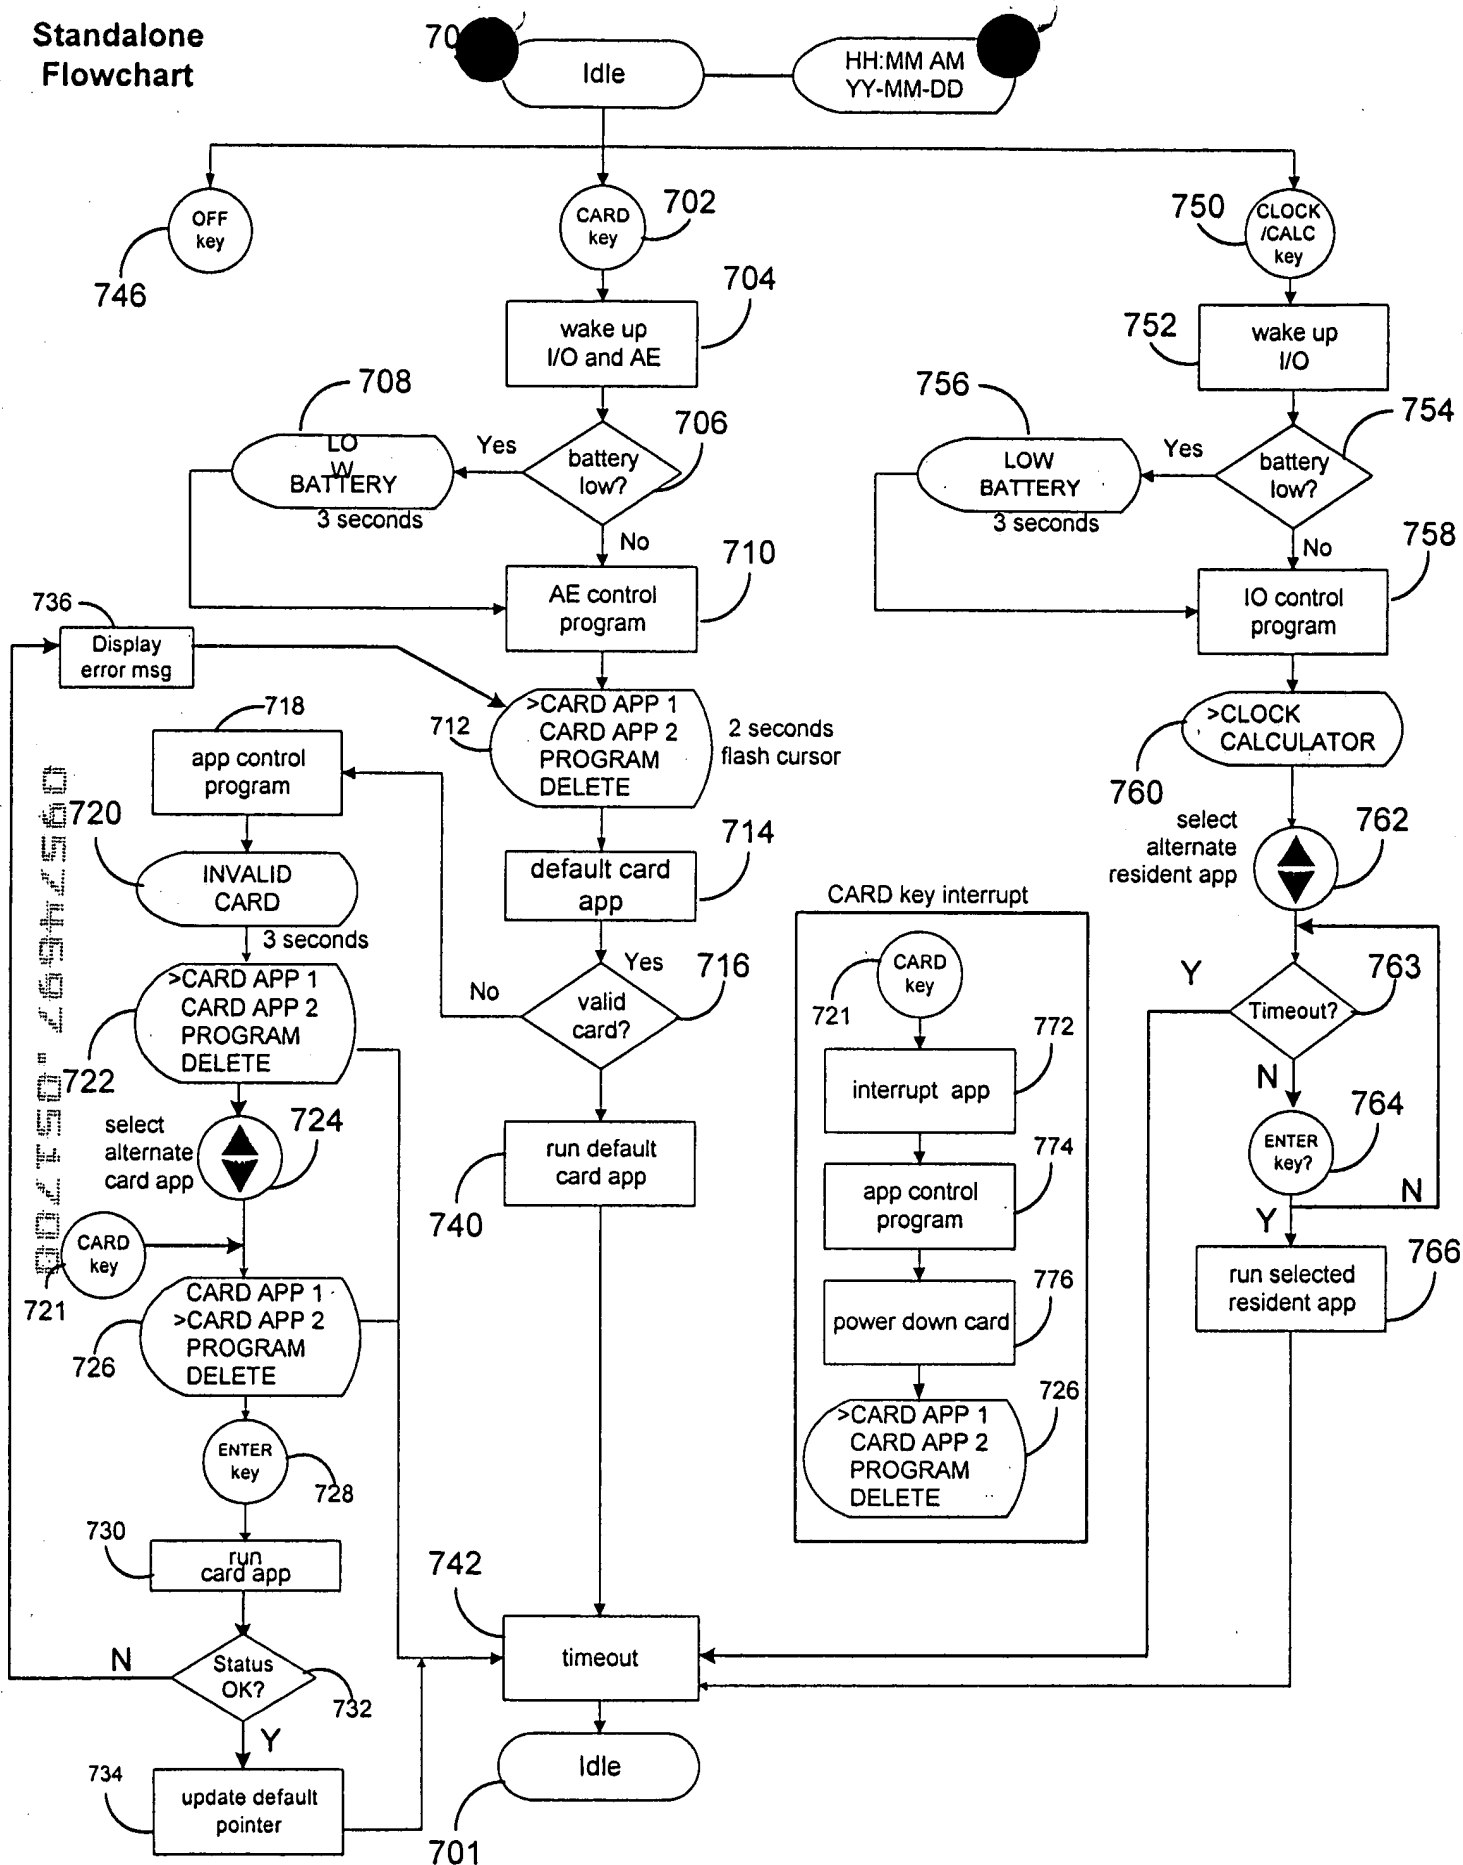 Standalone
Flowchart
70
Idle
HH:MM AM
YY-MM-DD
OFF
key
746
CARD
key
702
750
CLOCK
/CALC
key
wake up
I/O and AE
704
752
wake up
I/O
708
LO
W
BATTERY
3 seconds
Yes
battery
low?
706
No
756
LOW
BATTERY
3 seconds
Yes
battery
low?
754
No
AE control
program
710
IO control
program
758
736
Display
error msg
712
>CARD APP 1
CARD APP 2
PROGRAM
DELETE
2 seconds
flash cursor
>CLOCK
CALCULATOR
760
718
app control
program
720
INVALID
CARD
3 seconds
default card
app
714
select
alternate
resident app
762
No
Yes
valid
card?
716
722
>CARD APP 1
CARD APP 2
PROGRAM
DELETE
select
alternate
card app
724
CARD
key
721
CARD APP 1
>CARD APP 2
PROGRAM
DELETE
726
ENTER
key
728
730
run
card app
N
Status
OK?
732
Y
734
update default
pointer
run default
card app
740
CARD key interrupt
CARD
key
721
interrupt app
772
app control
program
774
power down card
776
>CARD APP 1
CARD APP 2
PROGRAM
DELETE
726
Y
Timeout?
763
N
ENTER
key?
764
N
Y
run selected
resident app
766
742
timeout
Idle
701
09574597.051700